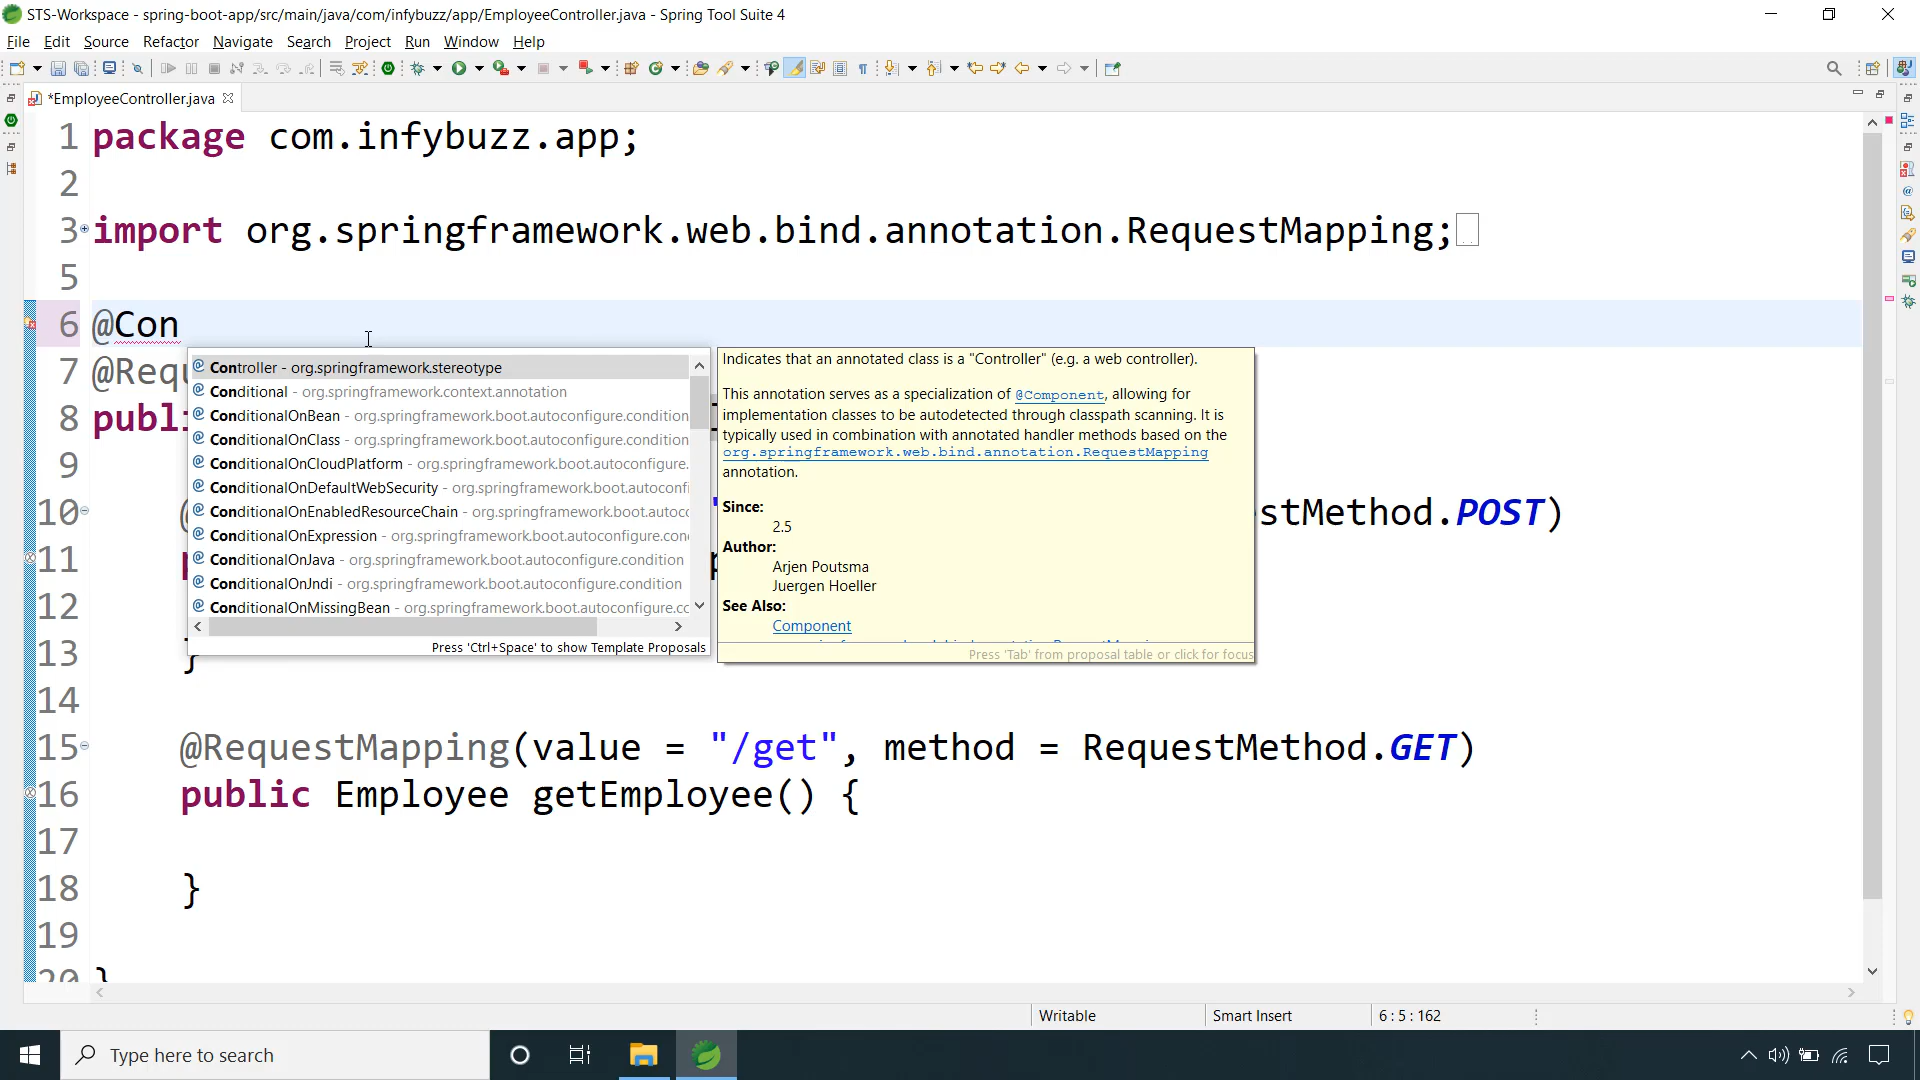 STS-Workspace - spring-boot-app/src/main/java/com/infybuzz/app/EmployeeController.java - Spring Tool Suite 4
File Edit Source Refactor Navigate Search Project Run Window Help
*EmployeeController.java
1 package com.infybuzz.app;
2
3 import org.springframework.web.bind.annotation.RequestMapping;
5
6 @Con
7 @Requ
8 publi
9
10 stMethod.POST)
11
12
13 }
14
15 @RequestMapping(value = "/get", method = RequestMethod.GET)
16 public Employee getEmployee() {
17
18 }
19
20 }
Controller - org.springframework.stereotype
Conditional - org.springframework.context.annotation
ConditionalOnBean - org.springframework.boot.autoconfigure.condition
ConditionalOnClass - org.springframework.boot.autoconfigure.condition
ConditionalOnCloudPlatform - org.springframework.boot.autoconfigure.
ConditionalOnDefaultWebSecurity - org.springframework.boot.autoconfi
ConditionalOnEnabledResourceChain - org.springframework.boot.autoc
ConditionalOnExpression - org.springframework.boot.autoconfigure.con
ConditionalOnJava - org.springframework.boot.autoconfigure.condition
ConditionalOnJndi - org.springframework.boot.autoconfigure.condition
ConditionalOnMissingBean - org.springframework.boot.autoconfigure.co
Press 'Ctrl+Space' to show Template Proposals
Indicates that an annotated class is a "Controller" (e.g. a web controller).
This annotation serves as a specialization of @Component, allowing for
implementation classes to be autodetected through classpath scanning. It is
typically used in combination with annotated handler methods based on the
org.springframework.web.bind.annotation.RequestMapping
annotation.
Since:
2.5
Author:
Arjen Poutsma
Juergen Hoeller
See Also:
Component
Press 'Tab' from proposal table or click for focus
Writable Smart Insert 6 : 5 : 162
Type here to search